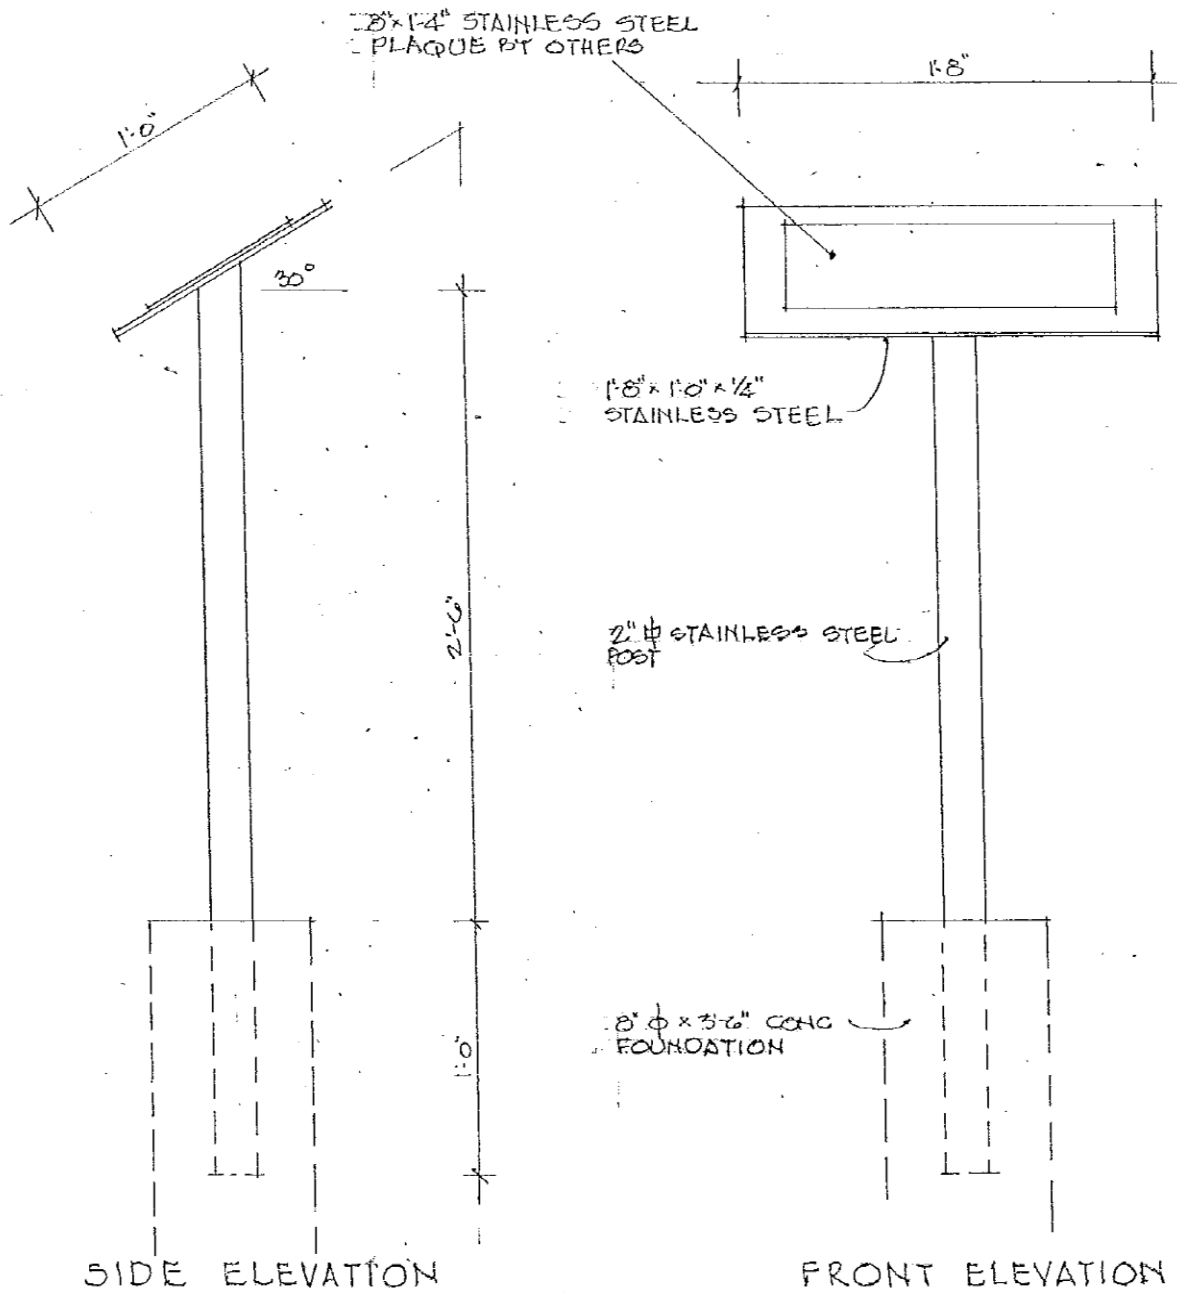 8"x1'-4" STAINLESS STEEL
PLAQUE BY OTHERS
1'-0"
1'-8"
30°
1'-8" x 1'-0" x 1/4"
STAINLESS STEEL
2'-6"
2" ⌀ STAINLESS STEEL
POST
8" ⌀ x 3'-6" CONC
FOUNDATION
1'-0"
SIDE ELEVATION
FRONT ELEVATION